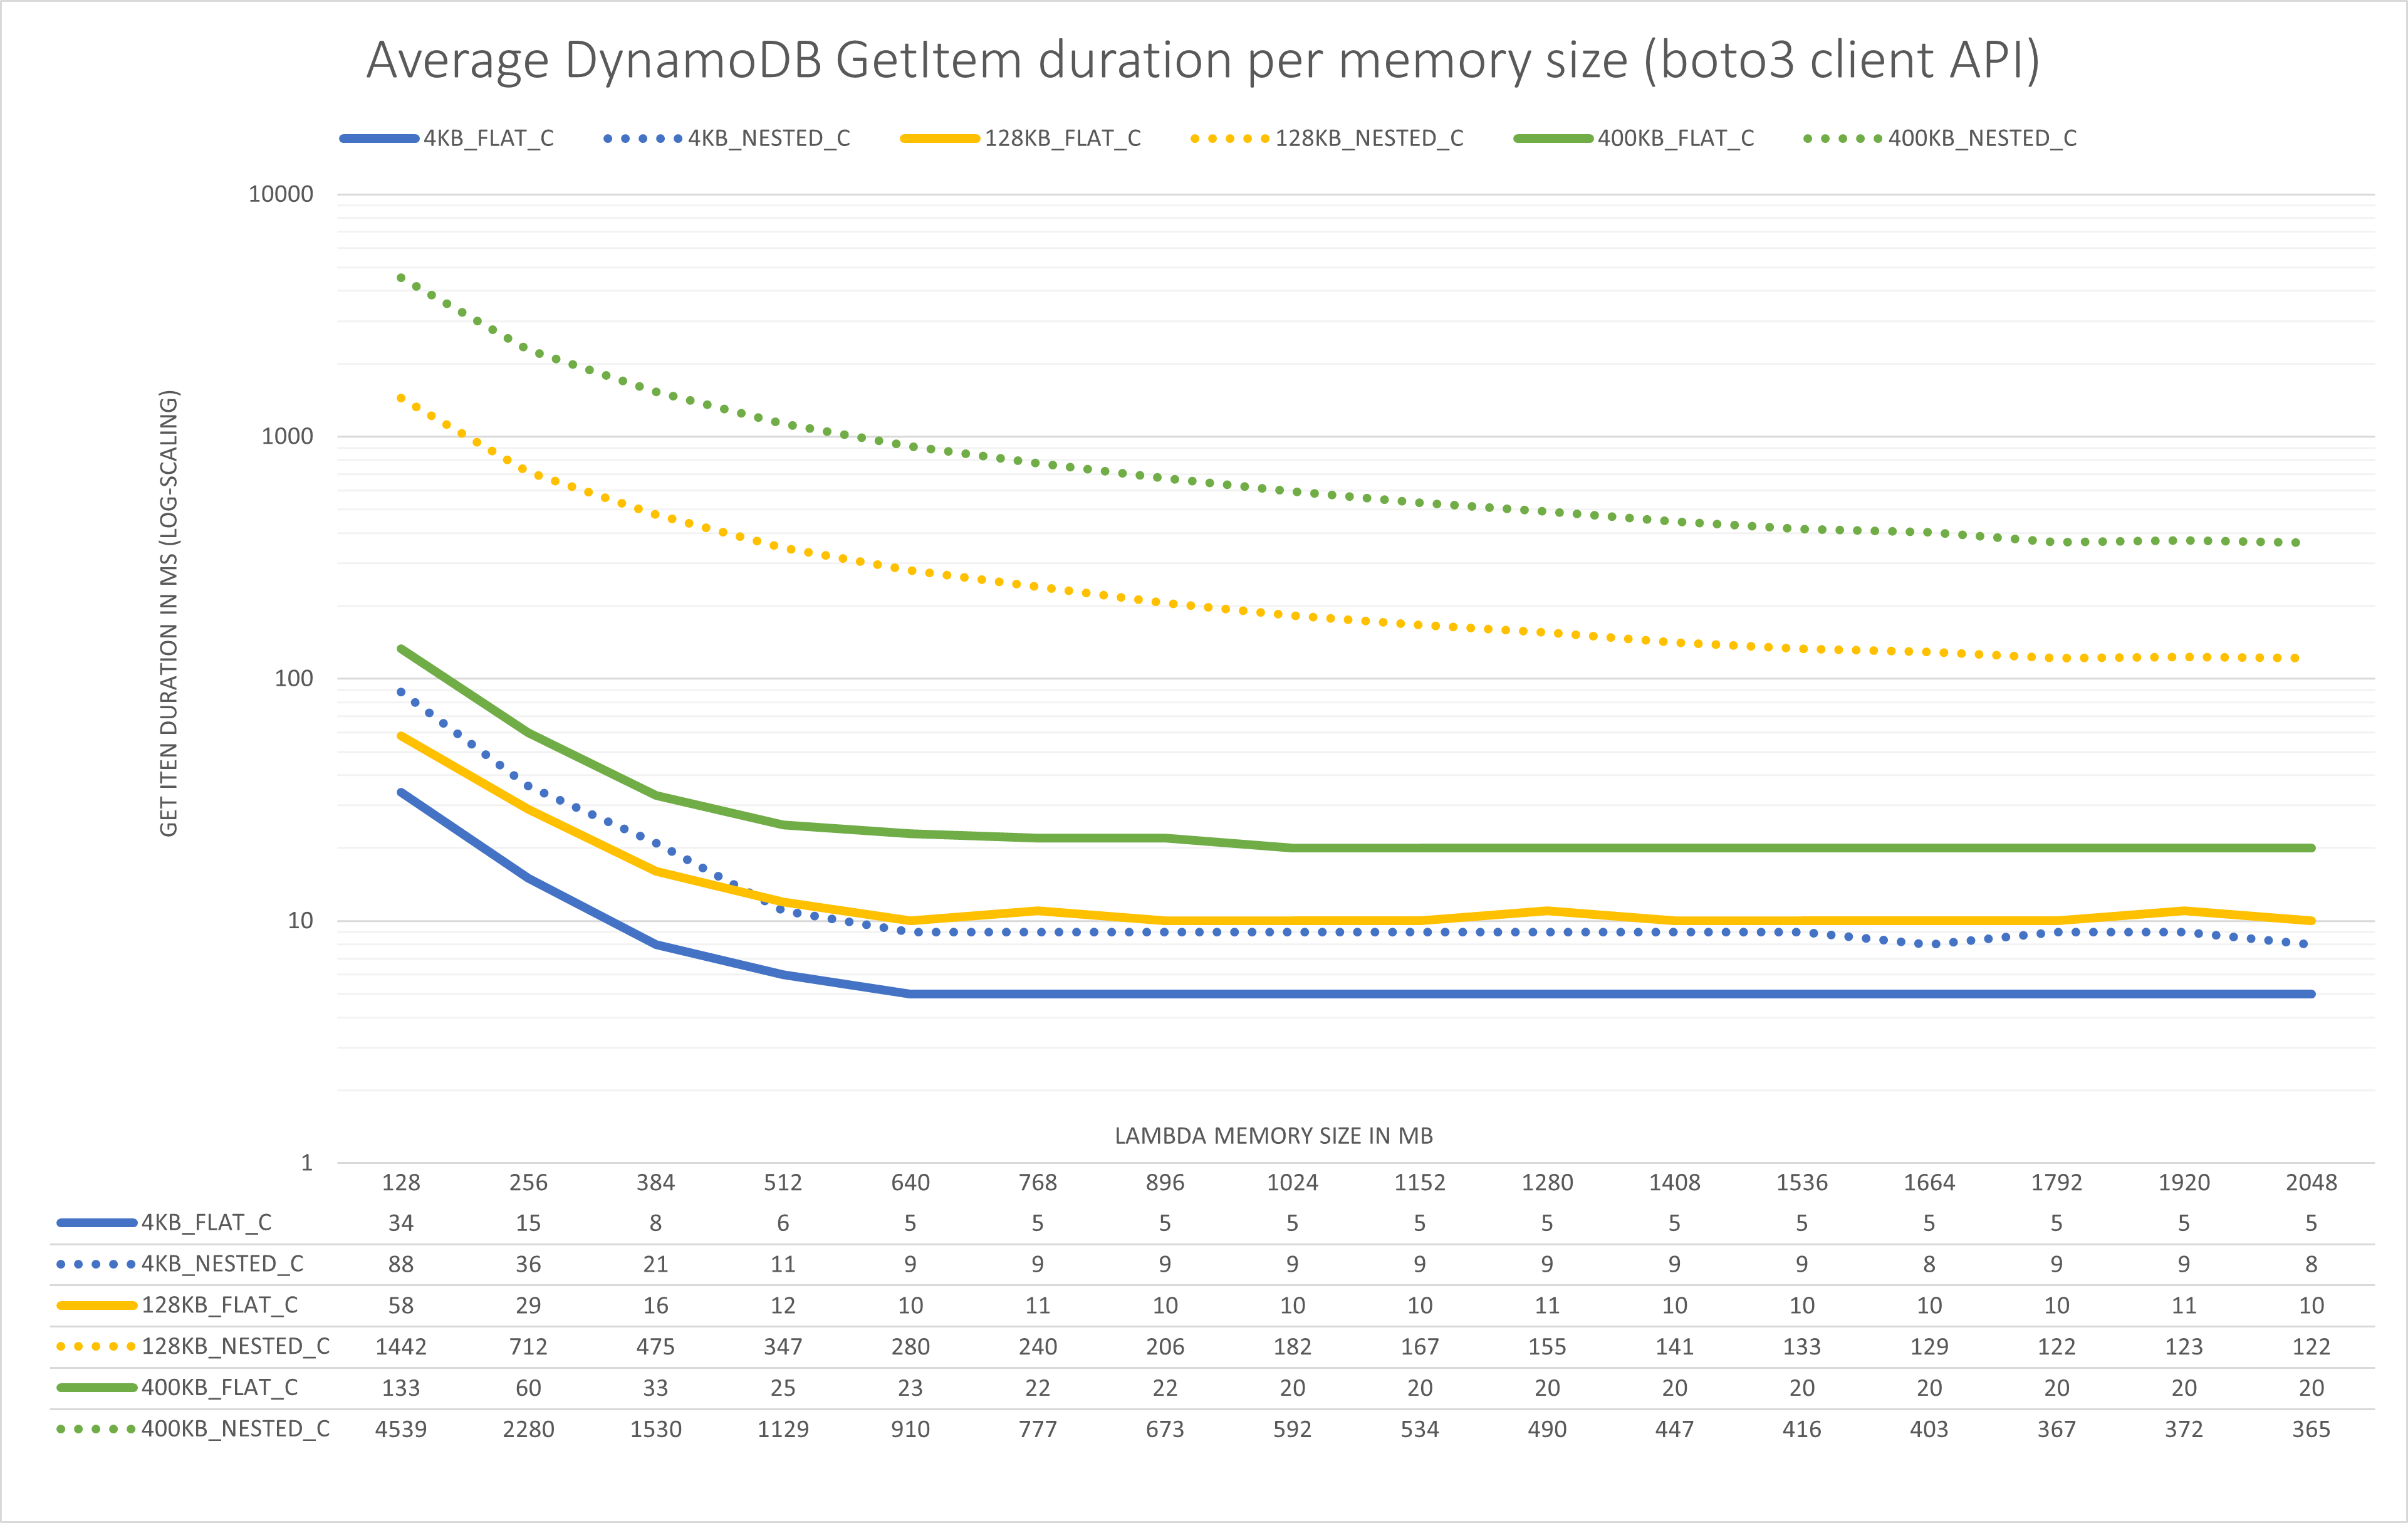 Average DynamoDB GetItem duration per memory size (boto3 client API)
4KB_FLAT_C 4KB_NESTED_C 128KB_FLAT_C 128KB_NESTED_C 400KB_FLAT_C 400KB_NESTED_C
GET ITEN DURATION IN MS (LOG-SCALING)
10000
1000
100
10
1
LAMBDA MEMORY SIZE IN MB
128 256 384 512 640 768 896 1024 1152 1280 1408 1536 1664 1792 1920 2048
4KB_FLAT_C 34 15 8 6 5 5 5 5 5 5 5 5 5 5 5 5
4KB_NESTED_C 88 36 21 11 9 9 9 9 9 9 9 9 8 9 9 8
128KB_FLAT_C 58 29 16 12 10 11 10 10 10 11 10 10 10 10 11 10
128KB_NESTED_C 1442 712 475 347 280 240 206 182 167 155 141 133 129 122 123 122
400KB_FLAT_C 133 60 33 25 23 22 22 20 20 20 20 20 20 20 20 20
400KB_NESTED_C 4539 2280 1530 1129 910 777 673 592 534 490 447 416 403 367 372 365